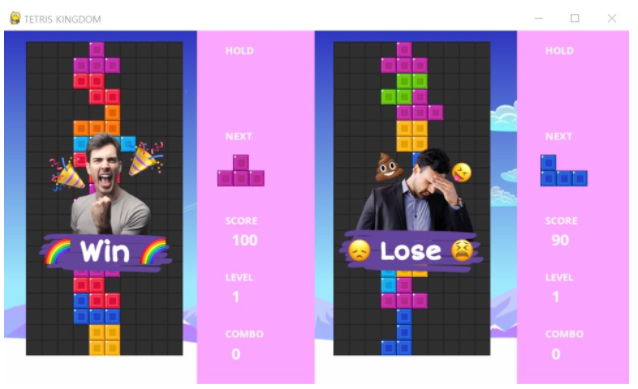 TETRIS KINGDOM
HOLD
NEXT
SCORE
100
LEVEL
1
COMBO
0
Win
HOLD
NEXT
SCORE
90
LEVEL
1
COMBO
0
Lose